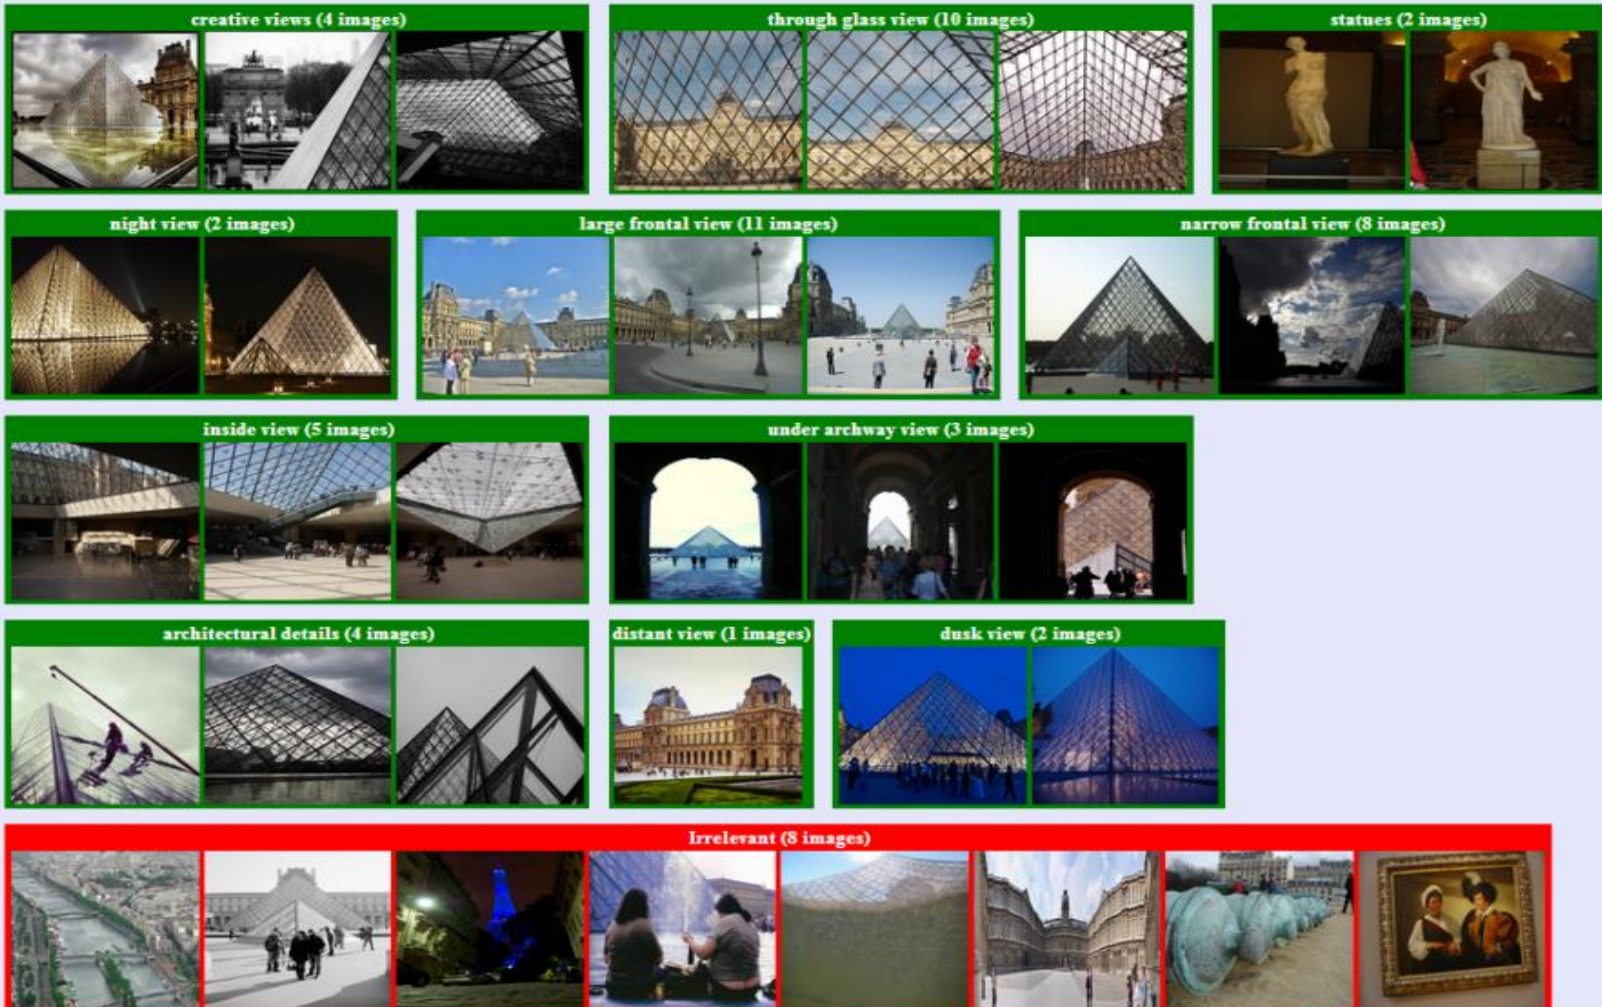 creative views (4 images)
through glass view (10 images)
statues (2 images)
night view (2 images)
large frontal view (11 images)
narrow frontal view (8 images)
inside view (5 images)
under archway view (3 images)
architectural details (4 images)
distant view (1 images)
dusk view (2 images)
Irrelevant (8 images)